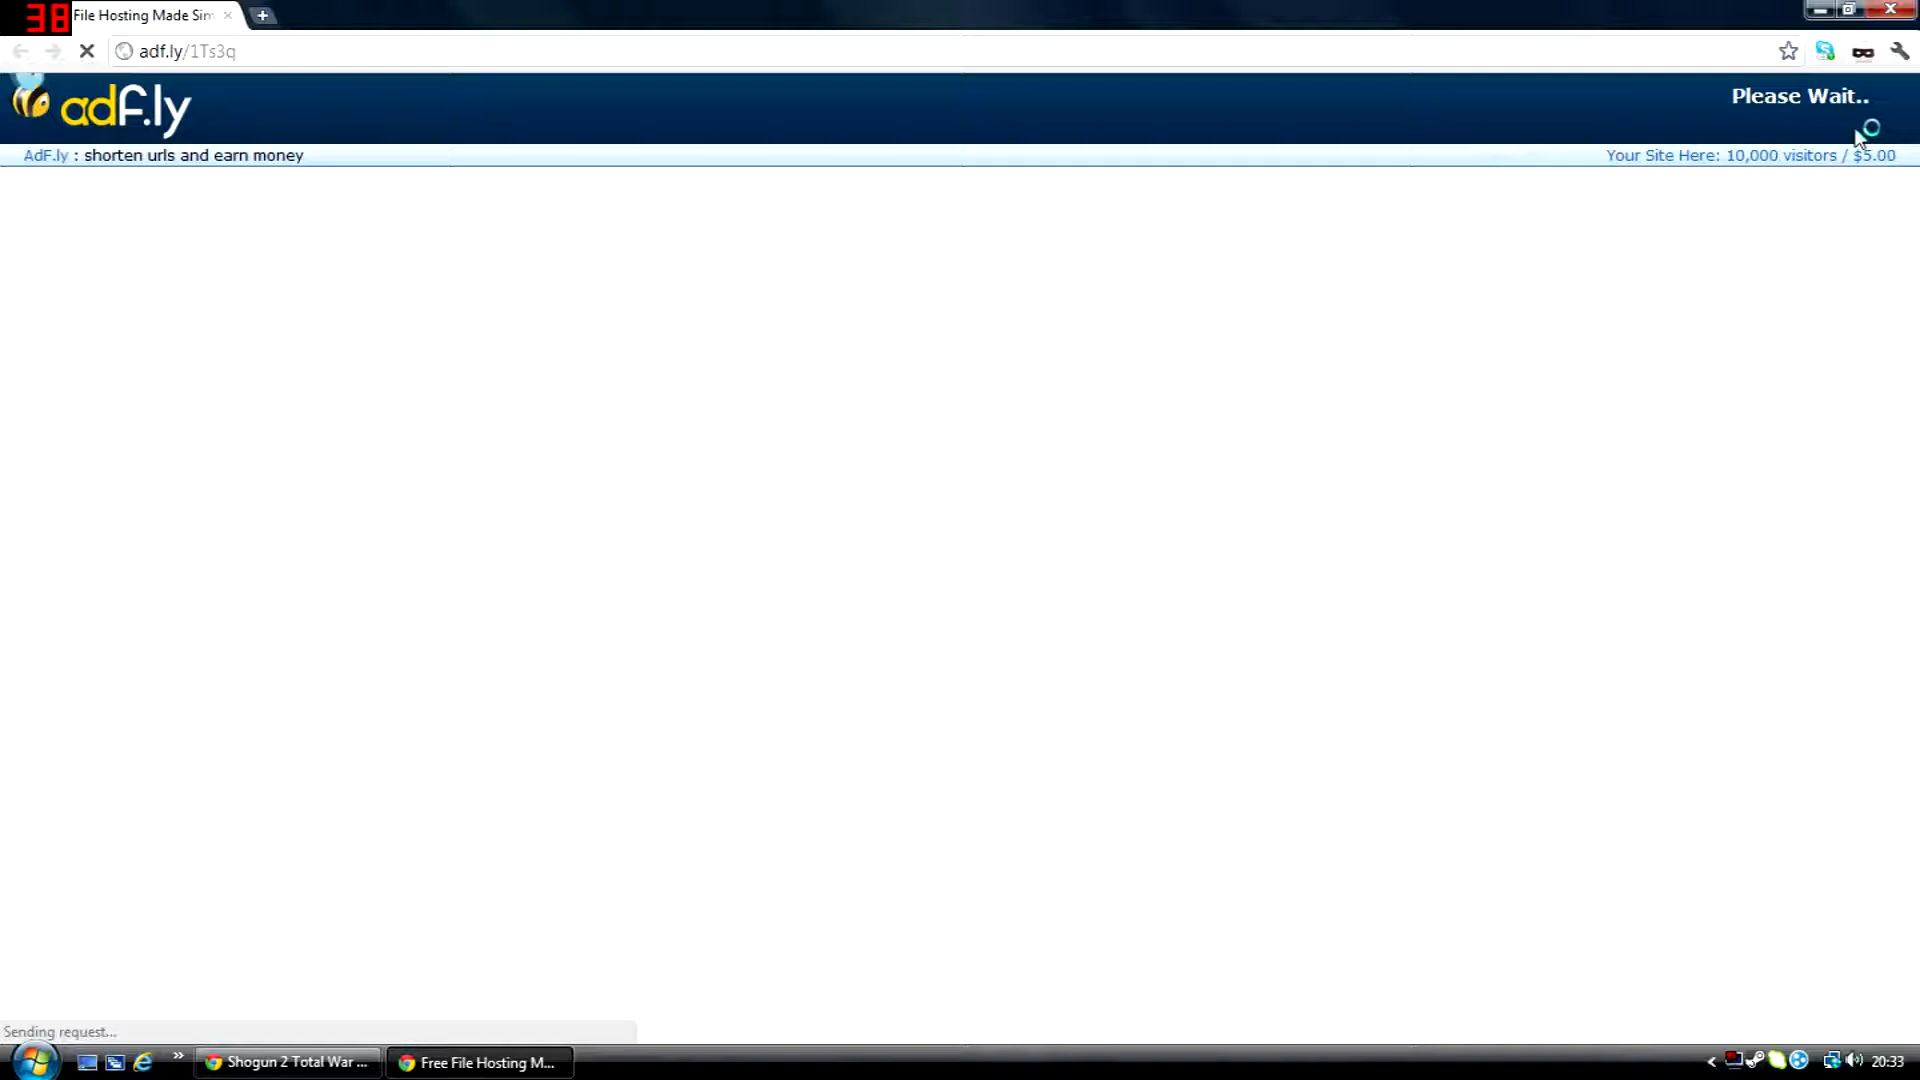 38
File Hosting Made Sim
adf.ly/1Ts3q
adf.ly
Please Wait..
AdF.ly : shorten urls and earn money
Your Site Here: 10,000 visitors / $5.00
Sending request...
Shogun 2 Total War ...
Free File Hosting M...
20:33